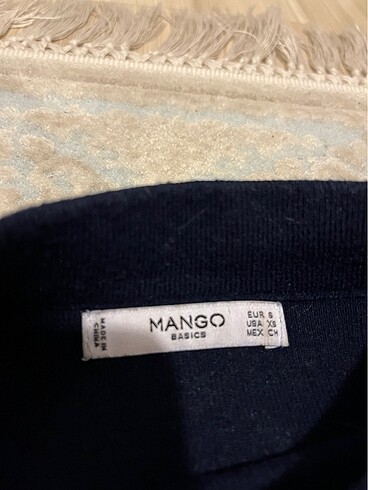 MADE IN
CHINA
MANGO
BASICS
EUR S
USA XS
MEX CH